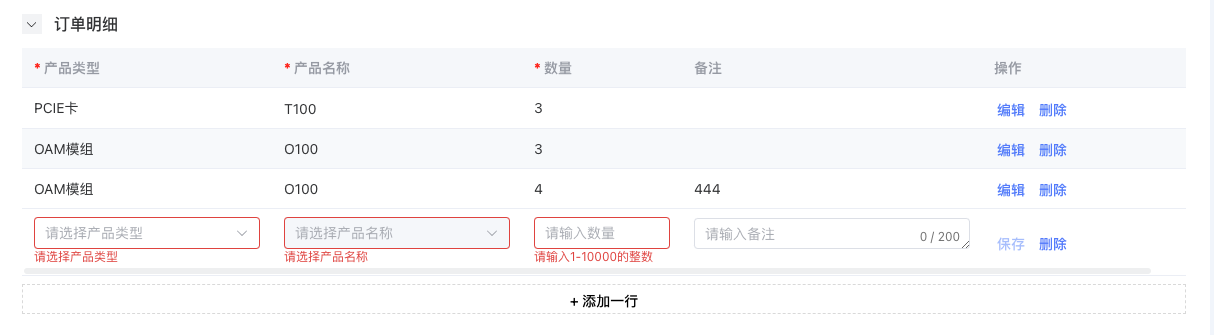 订单明细
* 产品类型 * 产品名称 * 数量 备注 操作
PCIE卡 T100 3 编辑 删除
OAM模组 O100 3 编辑 删除
OAM模组 O100 4 444 编辑 删除
请选择产品类型 请选择产品名称 请输入数量 请输入备注 0 / 200 保存 删除
请选择产品类型 请选择产品名称 请输入1-10000的整数
+ 添加一行